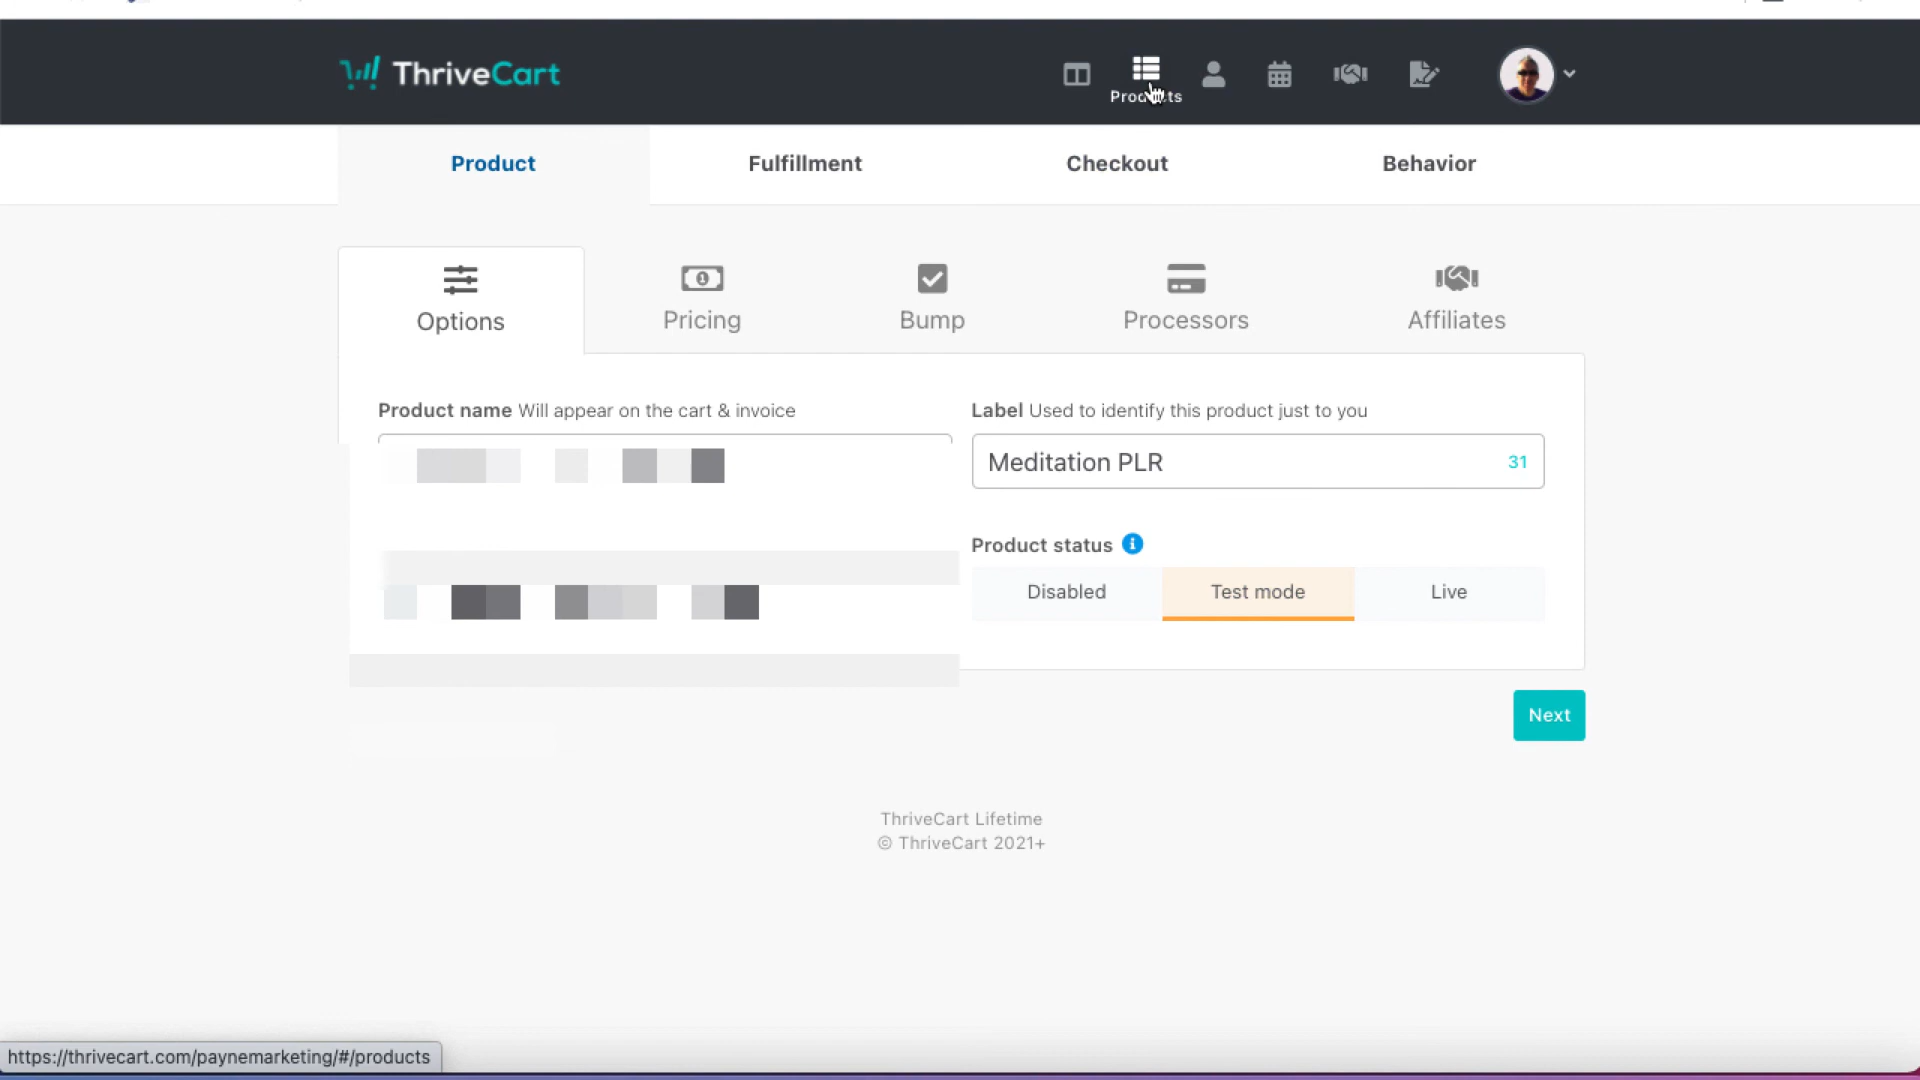 ThriveCart
Products
Product
Fulfillment
Checkout
Behavior
Options
Pricing
Bump
Processors
Affiliates
Product name Will appear on the cart & invoice
Label Used to identify this product just to you
Meditation PLR
31
Product status
Disabled
Test mode
Live
Next
ThriveCart Lifetime
© ThriveCart 2021+
https://thrivecart.com/paynemarketing/#/products